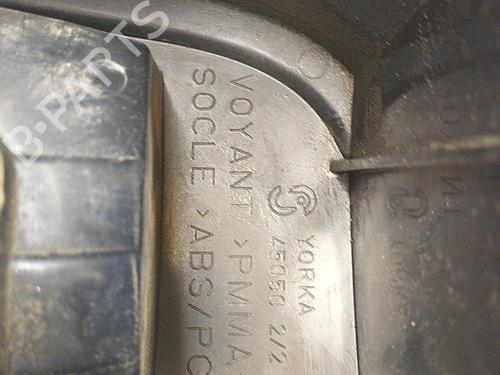 YORKA
45050 2/2
VOYANT >PMMA
SOCLE >ABS/PC
B-PARTS